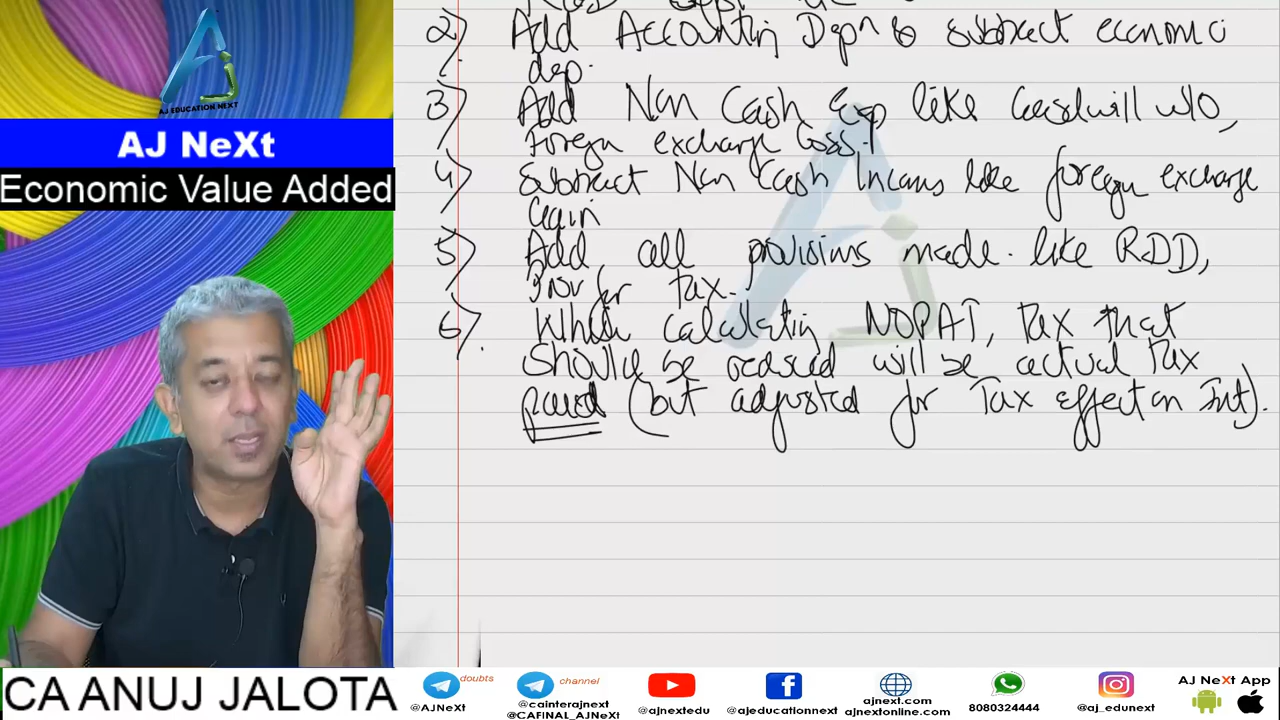 AJ EDUCATION NEXT
AJ NeXt
Economic Value Added
2) Add Accounting Depn & subtract economic
dep.
3) Add Non Cash Exp like Goodwill w/o,
Foreign exchange loss.
4) Subtract Non Cash Incomes like foreign exchange
Gain
5) Add all provisions made. like RDD,
Prov for tax.
6) While calculating NOPAT, Tax that
should be reduced will be actual Tax
paid (but adjusted for Tax effect on Int).
CA ANUJ JALOTA
doubts
@AJNeXt
channel
@cainterajnext
@CAFINAL_AJNeXt
@ajnextedu
@ajeducationnext
ajnext.com
ajnextonline.com
8080324444
@aj_edunext
AJ NeXt App